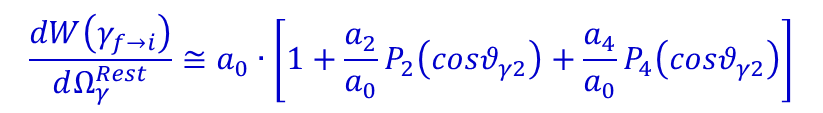 dW(γ_{f→i}) / dΩ_γ^{Rest} ≅ a_0 · [1 + a_2/a_0 P_2(cosϑ_{γ2}) + a_4/a_0 P_4(cosϑ_{γ2})]